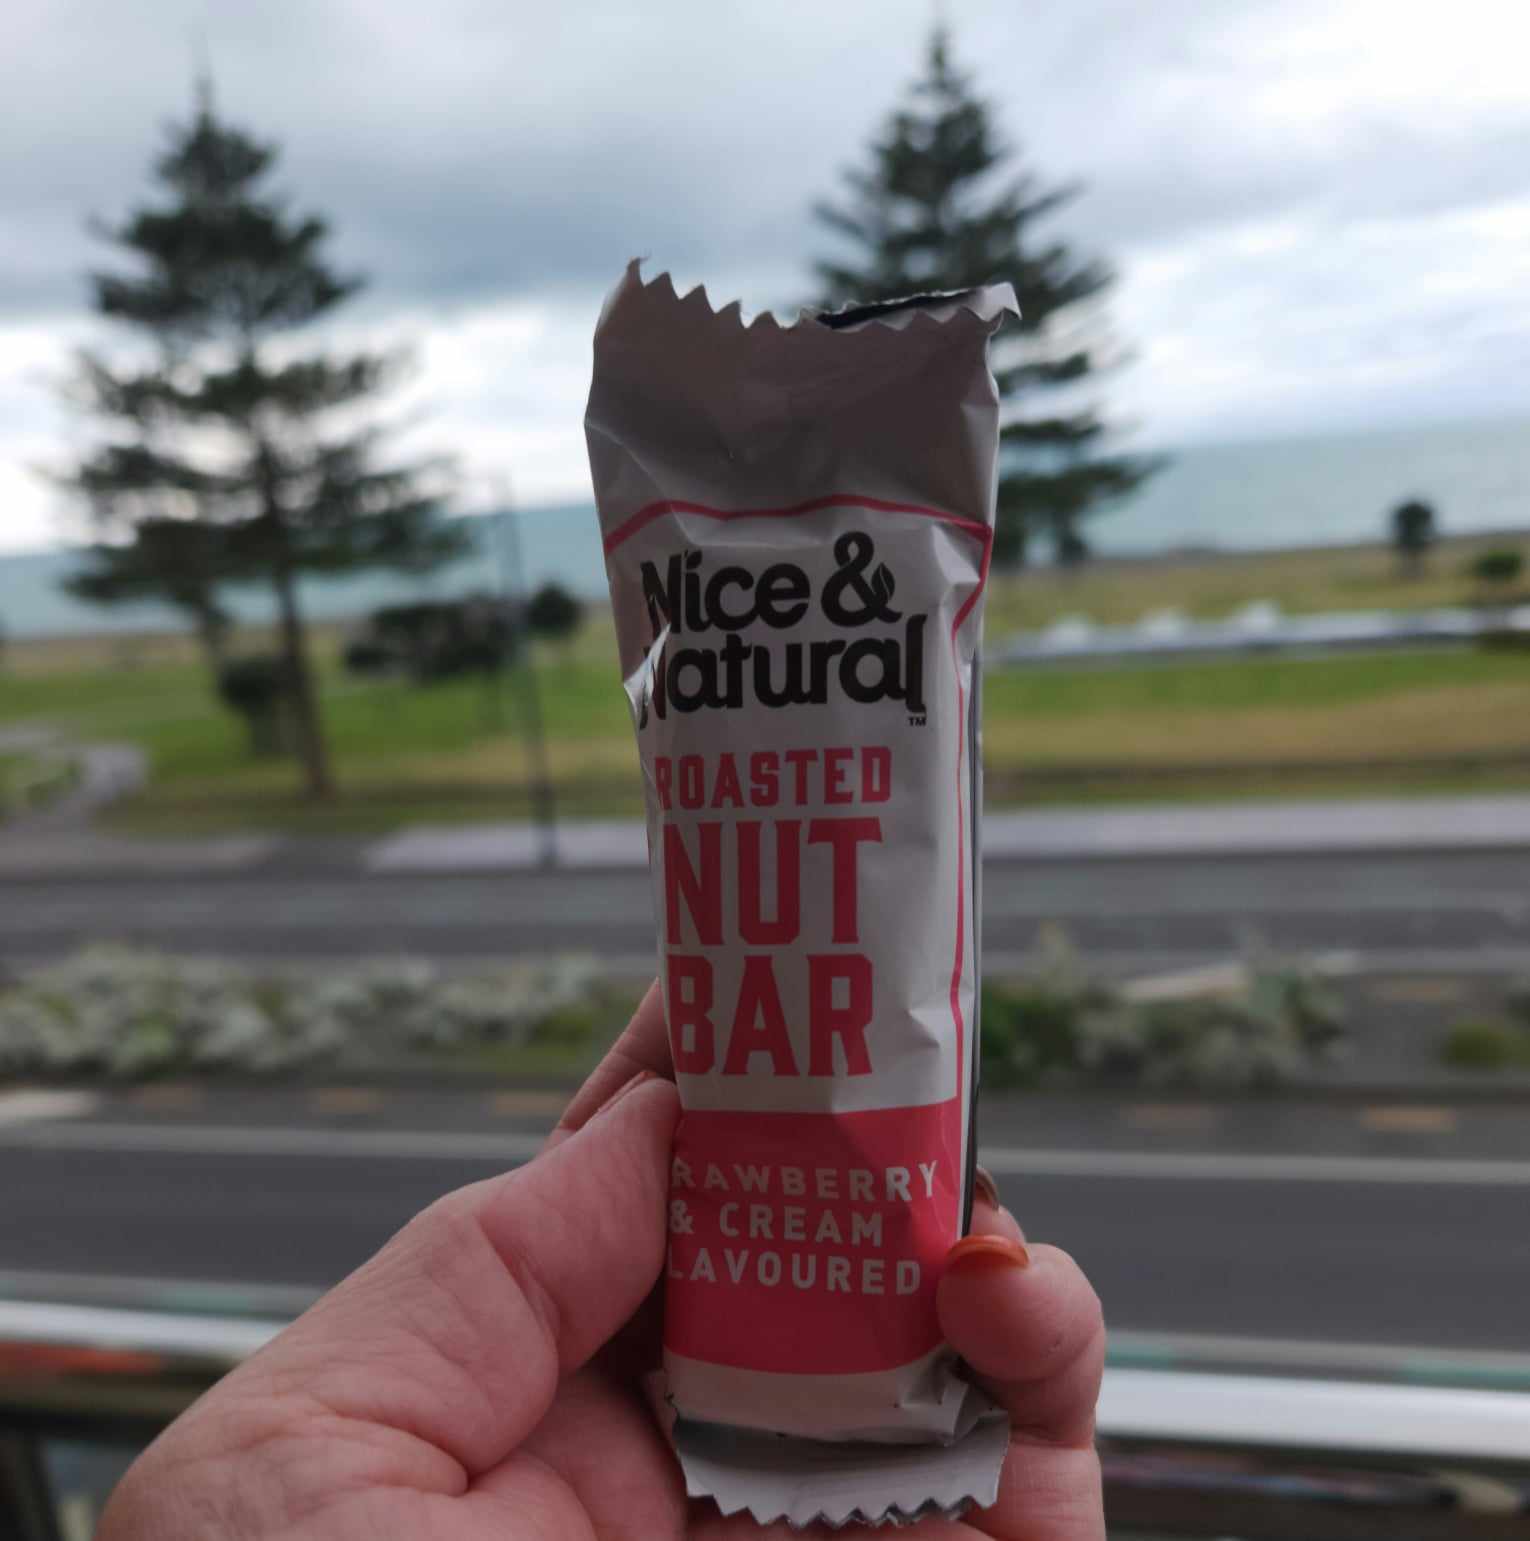 Nice &
Natural
TM
ROASTED
NUT
BAR
RAWBERRY
& CREAM
LAVOURED